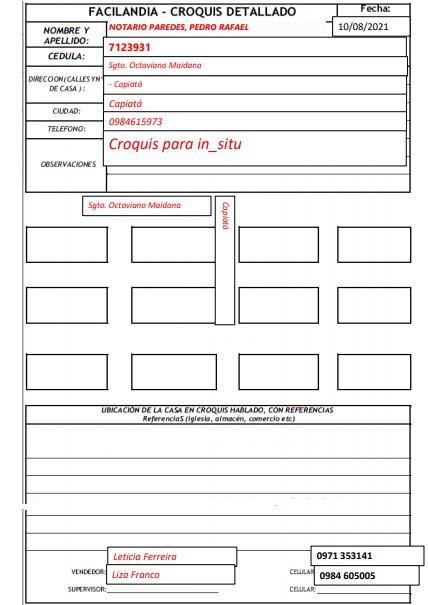 FACILANDIA - CROQUIS DETALLADO
Fecha:
10/08/2021
NOMBRE Y APELLIDO:
NOTARIO PAREDES, PEDRO RAFAEL
CEDULA:
7123931
DIRECCION(CALLES Y N° DE CASA ):
Sgto. Octaviano Maidana
- Capiatá
CIUDAD:
Capiatá
TELEFONO:
0984615973
OBSERVACIONES
Croquis para in_situ
Sgto. Octaviano Maidana
Capiatá
UBICACIÓN DE LA CASA EN CROQUIS HABLADO, CON REFERENCIAS
ReferenciaS (iglesia, almacén, comercio etc)
Leticia Ferreira
0971 353141
VENDEDOR:
Liza Franco
CELULAR
0984 605005
SUPERVISOR:
CELULAR: